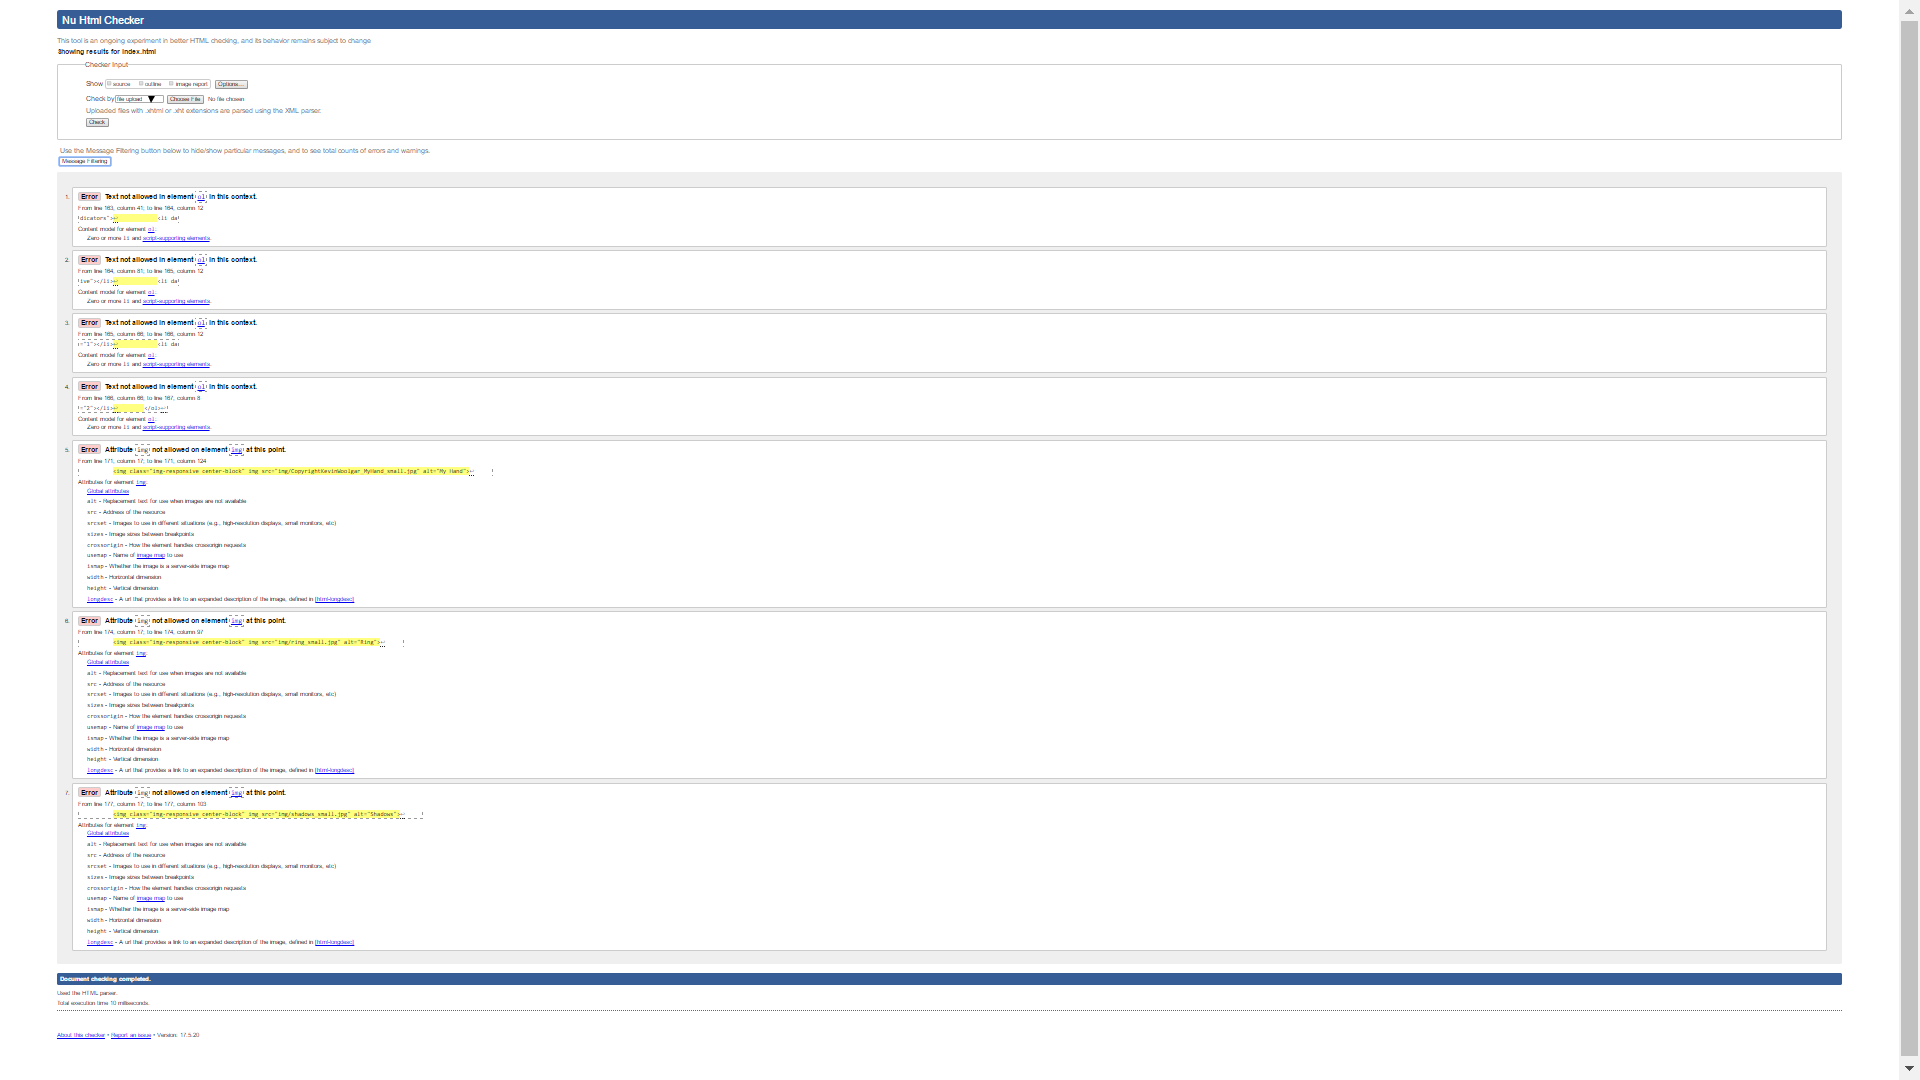 Nu Html Checker
This tool is an ongoing experiment in better HTML checking, and its behavior remains subject to change
Showing results for index.html
Checker Input
Show source outline image report Options...
Check by file upload Choose File No file chosen
Uploaded files with .xhtml or .xht extensions are parsed using the XML parser.
Check
Use the Message Filtering button below to hide/show particular messages, and to see total counts of errors and warnings.
Message Filtering
1. Error Text not allowed in element ol in this context.
From line 163, column 41; to line 164, column 12
dicators">↩ <li da
Content model for element ol:
Zero or more li and script-supporting elements.
2. Error Text not allowed in element ol in this context.
From line 164, column 81; to line 165, column 12
ive"></li>↩ <li da
Content model for element ol:
Zero or more li and script-supporting elements.
3. Error Text not allowed in element ol in this context.
From line 165, column 66; to line 166, column 12
="1"></li>↩ <li da
Content model for element ol:
Zero or more li and script-supporting elements.
4. Error Text not allowed in element ol in this context.
From line 166, column 66; to line 167, column 8
="2"></li>↩ </ol>↩
Content model for element ol:
Zero or more li and script-supporting elements.
5. Error Attribute img not allowed on element img at this point.
From line 171, column 17; to line 171, column 124
<img class="img-responsive center-block" img src="img/CopyrightKevinWoolgar_MyHand_small.jpg" alt="My Hand">↩
Attributes for element img:
Global attributes
alt - Replacement text for use when images are not available
src - Address of the resource
srcset - Images to use in different situations (e.g., high-resolution displays, small monitors, etc)
sizes - Image sizes between breakpoints
crossorigin - How the element handles crossorigin requests
usemap - Name of image map to use
ismap - Whether the image is a server-side image map
width - Horizontal dimension
height - Vertical dimension
longdesc - A url that provides a link to an expanded description of the image, defined in [html-longdesc]
6. Error Attribute img not allowed on element img at this point.
From line 174, column 17; to line 174, column 97
<img class="img-responsive center-block" img src="img/ring_small.jpg" alt="Ring">↩
Attributes for element img:
Global attributes
alt - Replacement text for use when images are not available
src - Address of the resource
srcset - Images to use in different situations (e.g., high-resolution displays, small monitors, etc)
sizes - Image sizes between breakpoints
crossorigin - How the element handles crossorigin requests
usemap - Name of image map to use
ismap - Whether the image is a server-side image map
width - Horizontal dimension
height - Vertical dimension
longdesc - A url that provides a link to an expanded description of the image, defined in [html-longdesc]
7. Error Attribute img not allowed on element img at this point.
From line 177, column 17; to line 177, column 103
<img class="img-responsive center-block" img src="img/shadows_small.jpg" alt="Shadows">↩
Attributes for element img:
Global attributes
alt - Replacement text for use when images are not available
src - Address of the resource
srcset - Images to use in different situations (e.g., high-resolution displays, small monitors, etc)
sizes - Image sizes between breakpoints
crossorigin - How the element handles crossorigin requests
usemap - Name of image map to use
ismap - Whether the image is a server-side image map
width - Horizontal dimension
height - Vertical dimension
longdesc - A url that provides a link to an expanded description of the image, defined in [html-longdesc]
Document checking completed.
Used the HTML parser.
Total execution time 10 milliseconds.
About this checker • Report an issue • Version: 17.5.20